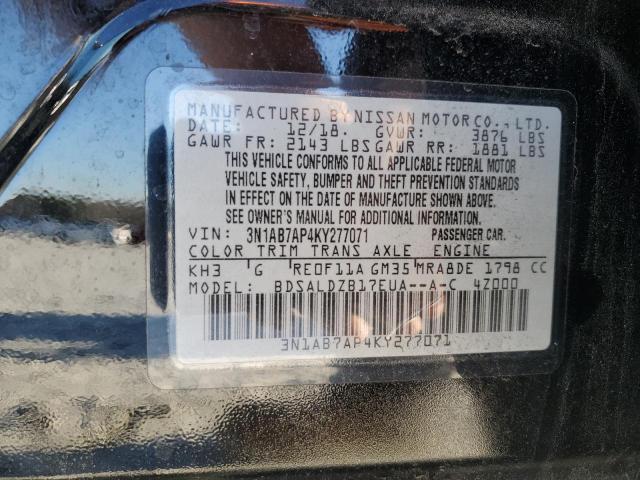 MANUFACTURED BY NISSAN MOTOR CO., LTD.
DATE: 12/18. GVWR: 3876 LBS
GAWR FR: 2143 LBS GAWR RR: 1881 LBS
THIS VEHICLE CONFORMS TO ALL APPLICABLE FEDERAL MOTOR
VEHICLE SAFETY, BUMPER AND THEFT PREVENTION STANDARDS
IN EFFECT ON THE DATE OF MANUFACTURE SHOWN ABOVE.
SEE OWNER'S MANUAL FOR ADDITIONAL INFORMATION.
VIN: 3N1AB7AP4KY277071 PASSENGER CAR.
COLOR TRIM TRANS AXLE ENGINE
KH3 G RE0F11A GM35 MRA8DE 1798 CC
MODEL: BDSALDZB17EUA--A-C 4Z000
3N1AB7AP4KY277071